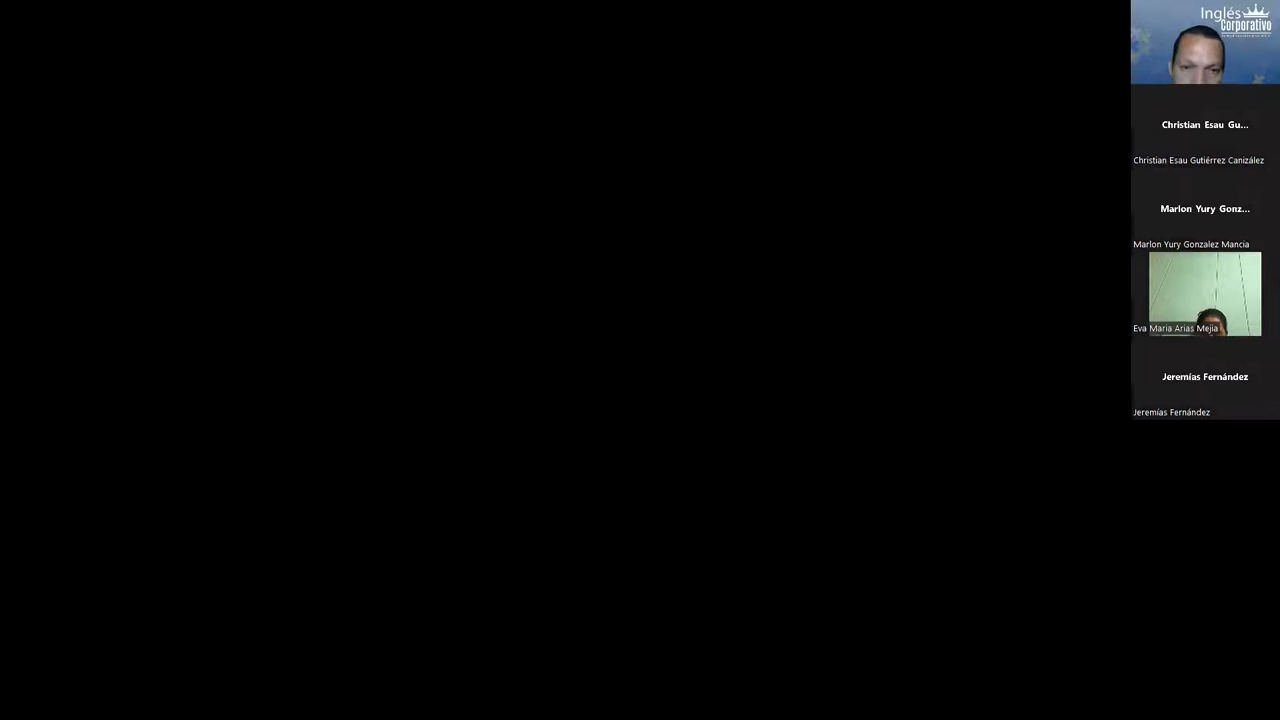 Inglés
Corporativo
Christian Esau Gu...
Christian Esau Gutiérrez Canizález
Marlon Yury Gonz...
Marlon Yury Gonzalez Mancia
Eva Maria Arias Mejia
Jeremías Fernández
Jeremías Fernández